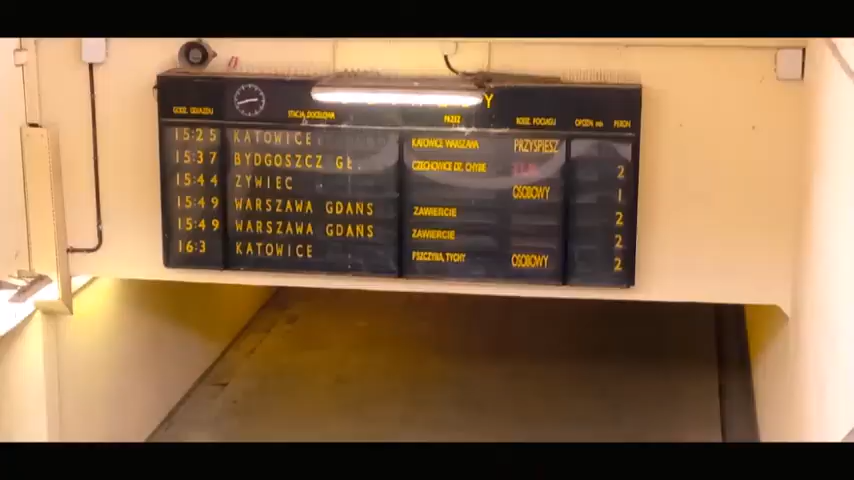 GODZ. ODJAZDU STACJA DOCELOWA PRZEZ RODZ. POCIĄGU OPÓŹN. min PERON
15:25 KATOWICE KATOWICE WARSZAWA PRZYSPIESZ
15:37 BYDGOSZCZ GŁ. CZECHOWICE DZ. CHYBIE 2
15:44 ZYWIEC OSOBOWY 1
15:49 WARSZAWA GDANS ZAWIERCIE 2
15:49 WARSZAWA GDANS ZAWIERCIE 2
16:3 KATOWICE PSZCZYNA, TYCHY OSOBOWY 2